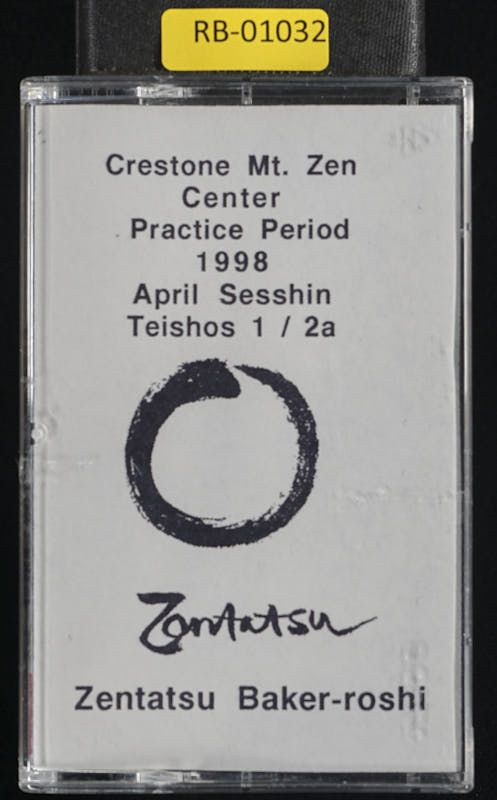 RB-01032
Crestone Mt. Zen
Center
Practice Period
1998
April Sesshin
Teishos 1 / 2a
Zentatsu
Zentatsu Baker-roshi